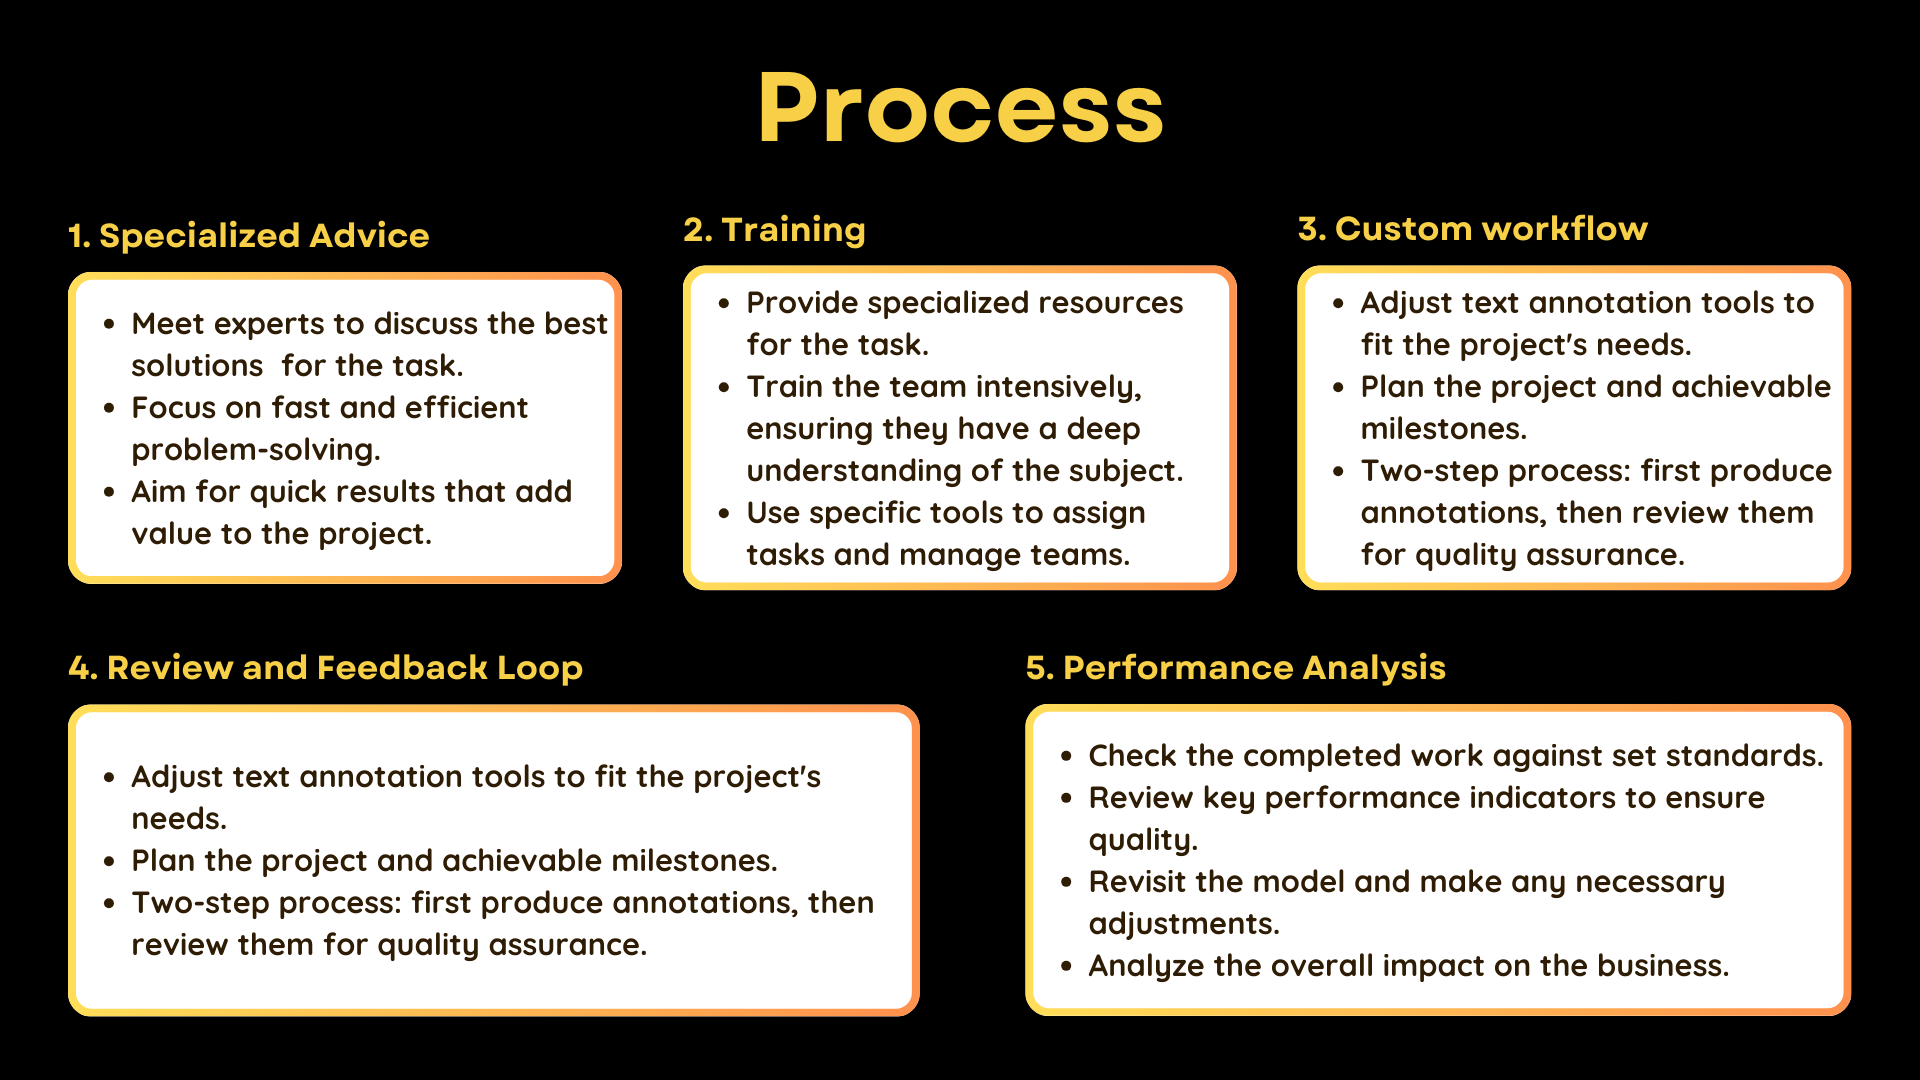 Process
1. Specialized Advice
• Meet experts to discuss the best
solutions  for the task.
• Focus on fast and efficient
problem-solving.
• Aim for quick results that add
value to the project.
2. Training
• Provide specialized resources
for the task.
• Train the team intensively,
ensuring they have a deep
understanding of the subject.
• Use specific tools to assign
tasks and manage teams.
3. Custom workflow
• Adjust text annotation tools to
fit the project's needs.
• Plan the project and achievable
milestones.
• Two-step process: first produce
annotations, then review them
for quality assurance.
4. Review and Feedback Loop
• Adjust text annotation tools to fit the project's
needs.
• Plan the project and achievable milestones.
• Two-step process: first produce annotations, then
review them for quality assurance.
5. Performance Analysis
• Check the completed work against set standards.
• Review key performance indicators to ensure
quality.
• Revisit the model and make any necessary
adjustments.
• Analyze the overall impact on the business.